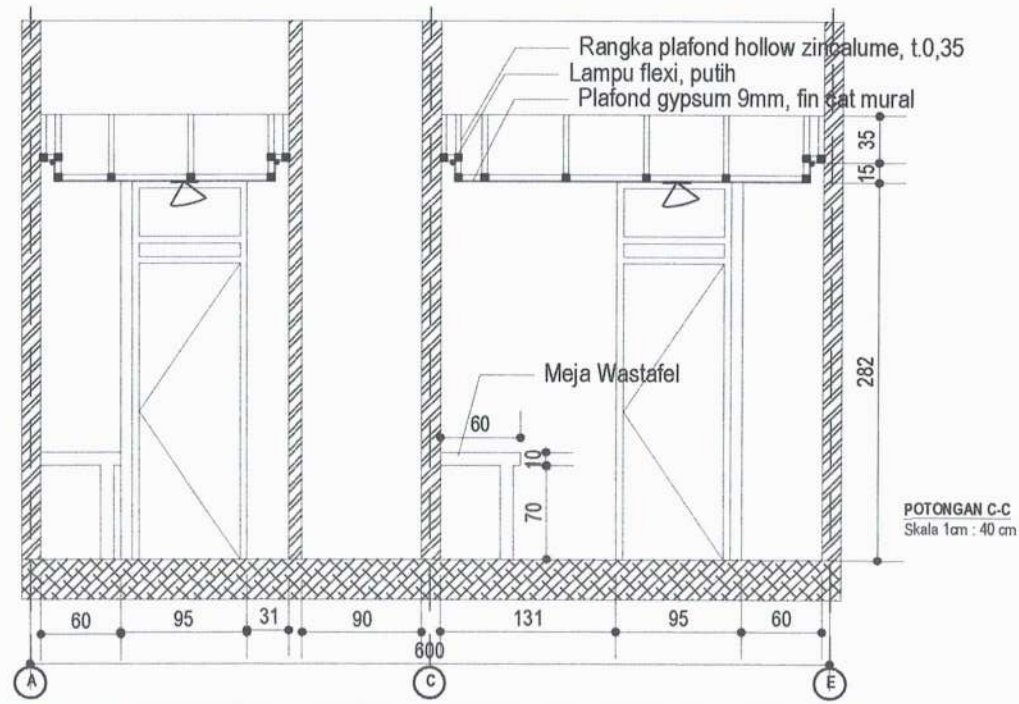 Rangka plafond hollow zincalume, t.0,35
Lampu flexi, putih
Plafond gypsum 9mm, fin cat mural
35
15
282
Meja Wastafel
60
10
70
POTONGAN C-C
Skala 1cm : 40 cm
60 95 31 90 131 95 60
600
A C E